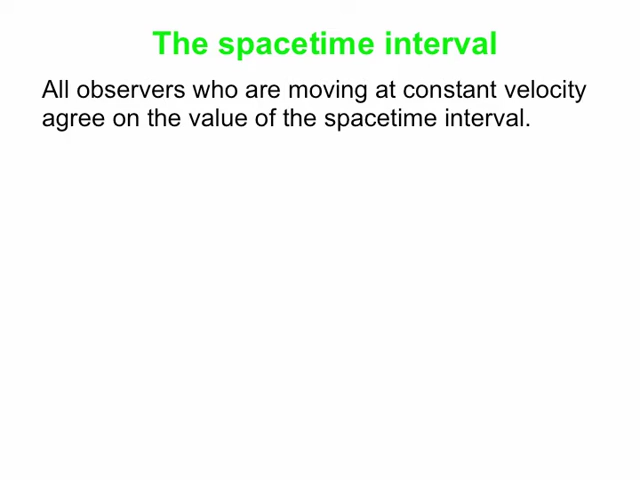 The spacetime interval
All observers who are moving at constant velocity
agree on the value of the spacetime interval.